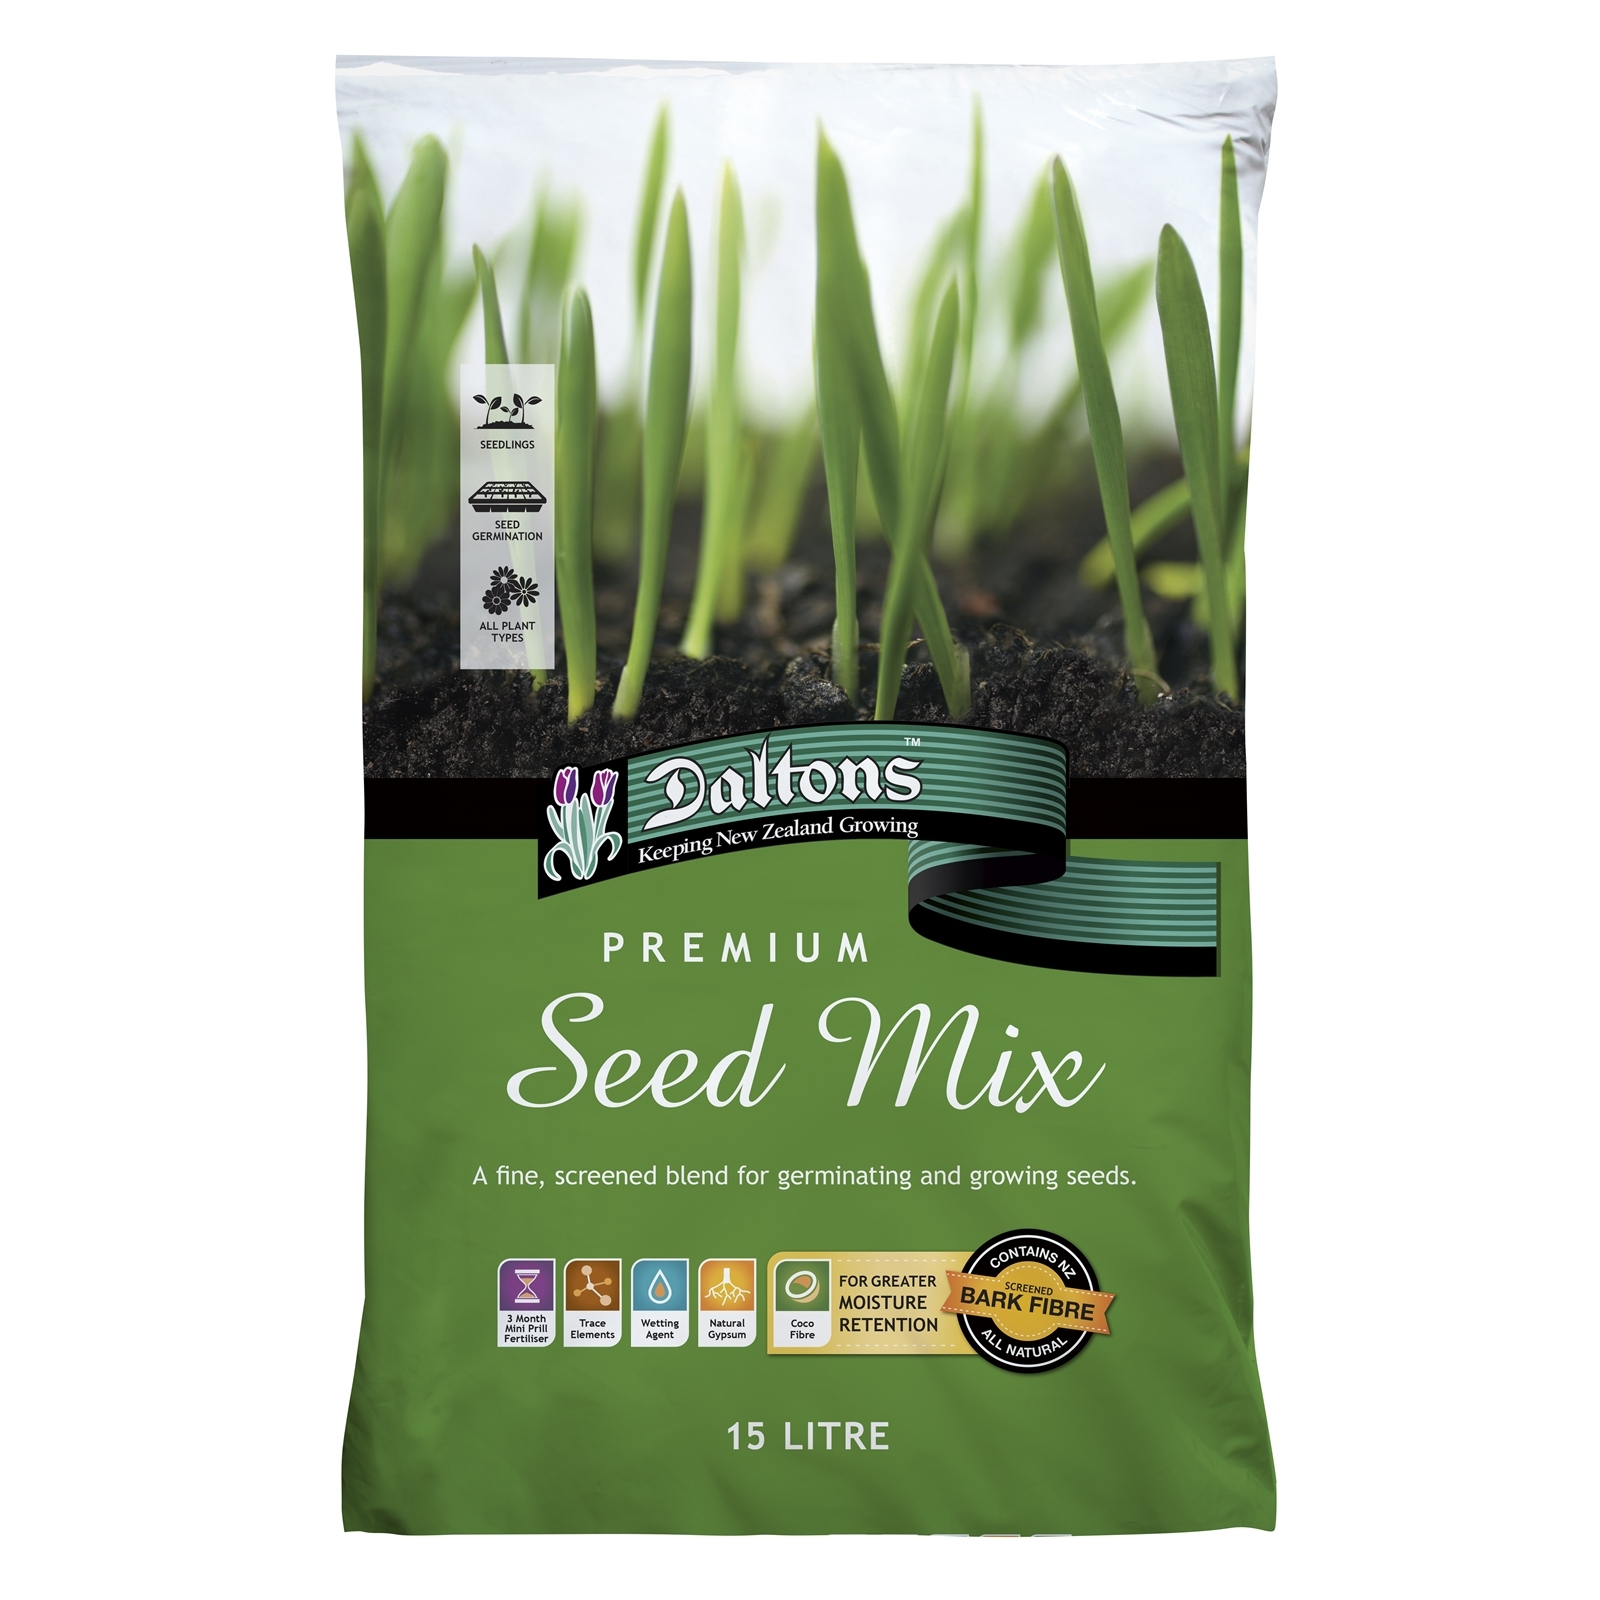 SEEDLINGS
SEED
GERMINATION
ALL PLANT
TYPES
Daltons™
Keeping New Zealand Growing
PREMIUM
Seed Mix
A fine, screened blend for germinating and growing seeds.
3 Month
Mini Prill
Fertiliser
Trace
Elements
Wetting
Agent
Natural
Gypsum
Coco
Fibre
FOR GREATER
MOISTURE
RETENTION
CONTAINS NZ
SCREENED
BARK FIBRE
ALL NATURAL
15 LITRE